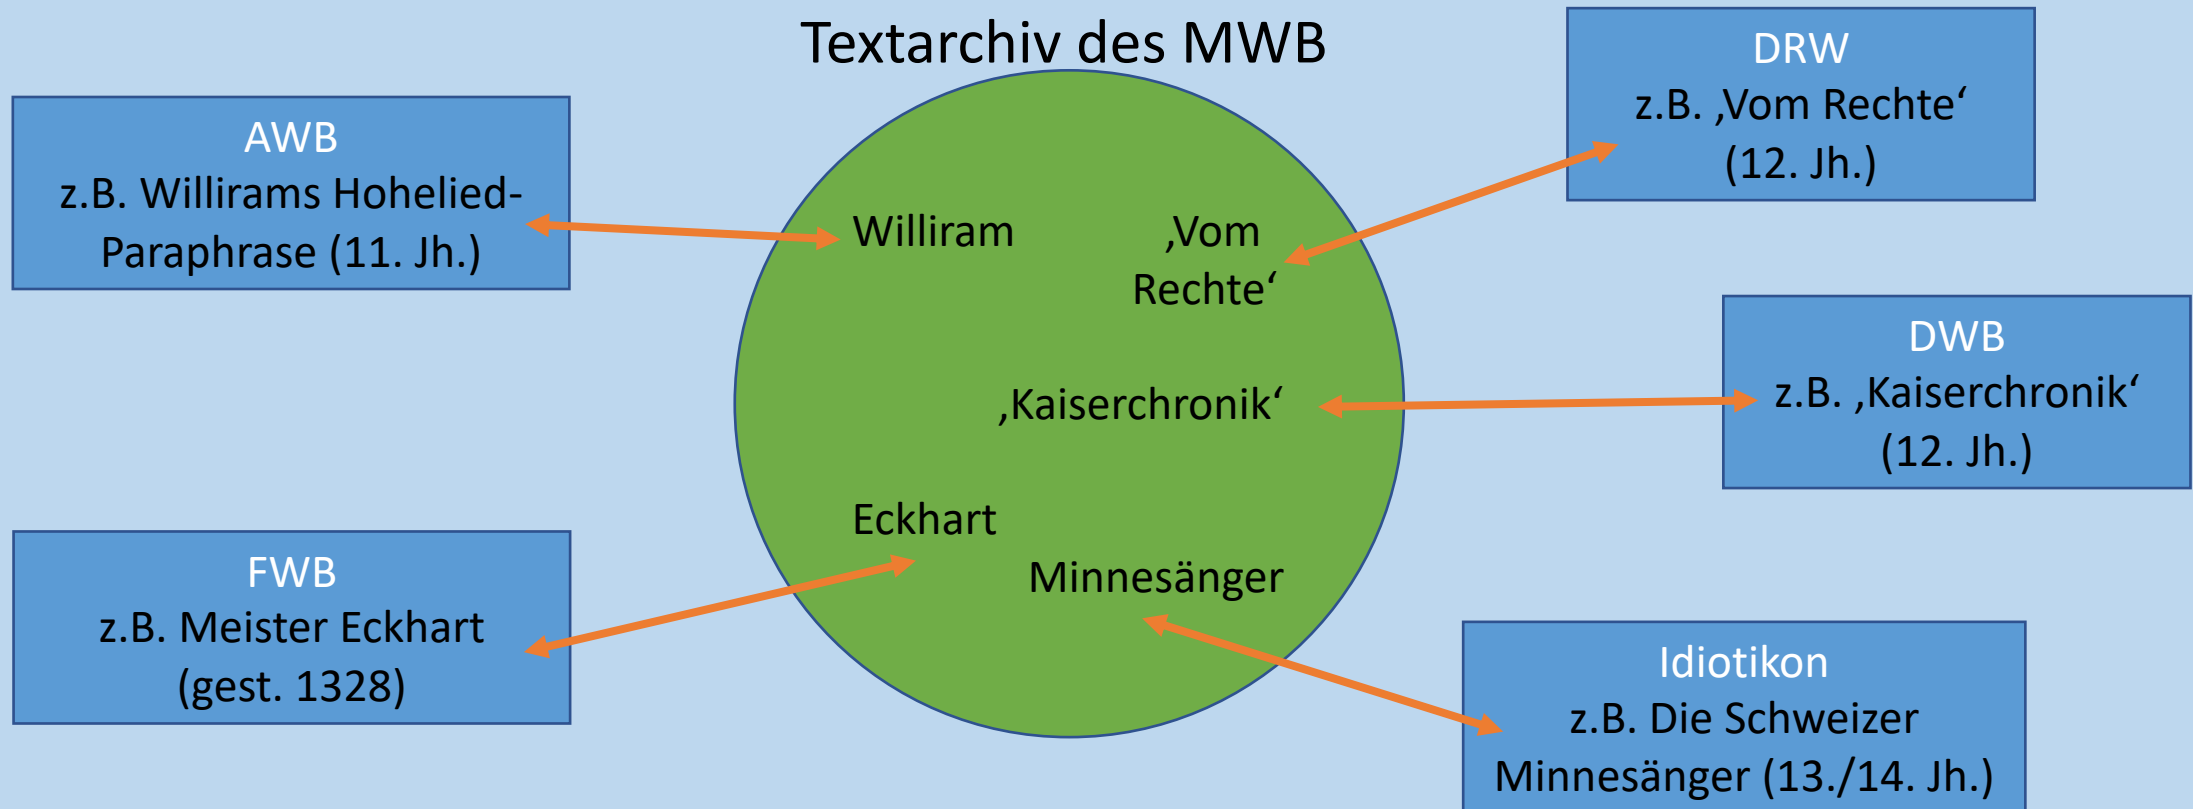 Textarchiv des MWB
AWB
z.B. Willirams Hohelied-
Paraphrase (11. Jh.)
DRW
z.B. ‚Vom Rechte‘
(12. Jh.)
Williram
‚Vom
Rechte‘
‚Kaiserchronik‘
DWB
z.B. ‚Kaiserchronik‘
(12. Jh.)
Eckhart
Minnesänger
FWB
z.B. Meister Eckhart
(gest. 1328)
Idiotikon
z.B. Die Schweizer
Minnesänger (13./14. Jh.)